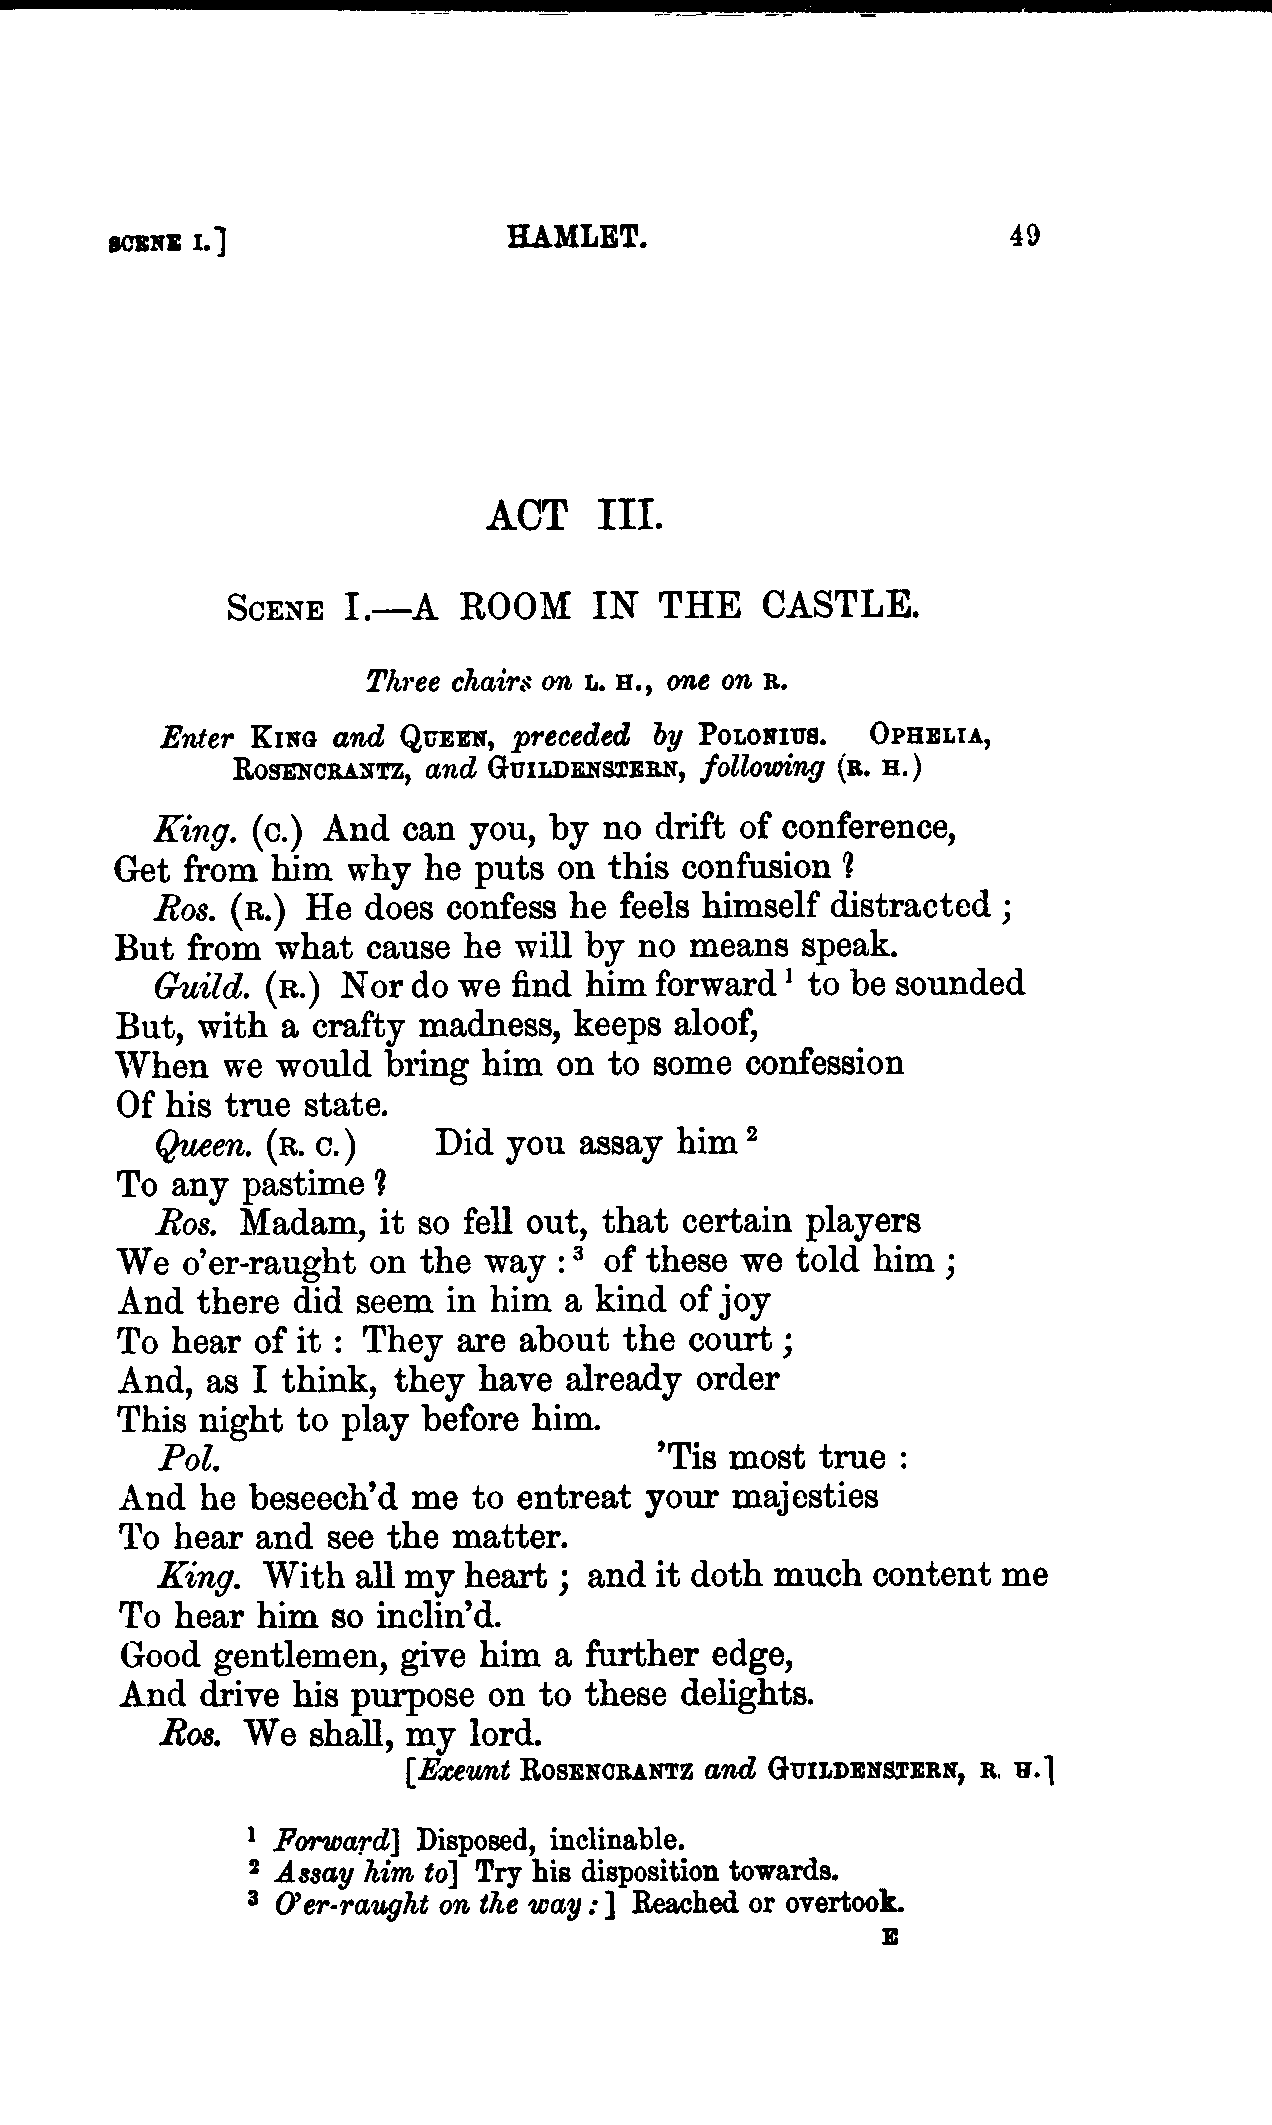 SCENE I.] HAMLET. 49
ACT III.
SCENE I.—A ROOM IN THE CASTLE.
Three chairs on L. H., one on R.
Enter KING and QUEEN, preceded by POLONIUS. OPHELIA,
ROSENCRANTZ, and GUILDENSTERN, following (R. H.)
King. (C.) And can you, by no drift of conference,
Get from him why he puts on this confusion?
Ros. (R.) He does confess he feels himself distracted;
But from what cause he will by no means speak.
Guild. (R.) Nor do we find him forward ¹ to be sounded
But, with a crafty madness, keeps aloof,
When we would bring him on to some confession
Of his true state.
Queen. (R. C.) Did you assay him ²
To any pastime?
Ros. Madam, it so fell out, that certain players
We o'er-raught on the way :³ of these we told him;
And there did seem in him a kind of joy
To hear of it: They are about the court;
And, as I think, they have already order
This night to play before him.
Pol. 'Tis most true:
And he beseech'd me to entreat your majesties
To hear and see the matter.
King. With all my heart; and it doth much content me
To hear him so inclin'd.
Good gentlemen, give him a further edge,
And drive his purpose on to these delights.
Ros. We shall, my lord.
[Exeunt ROSENCRANTZ and GUILDENSTERN, R. H.]
¹ Forward] Disposed, inclinable.
² Assay him to] Try his disposition towards.
³ O'er-raught on the way:] Reached or overtook.
E